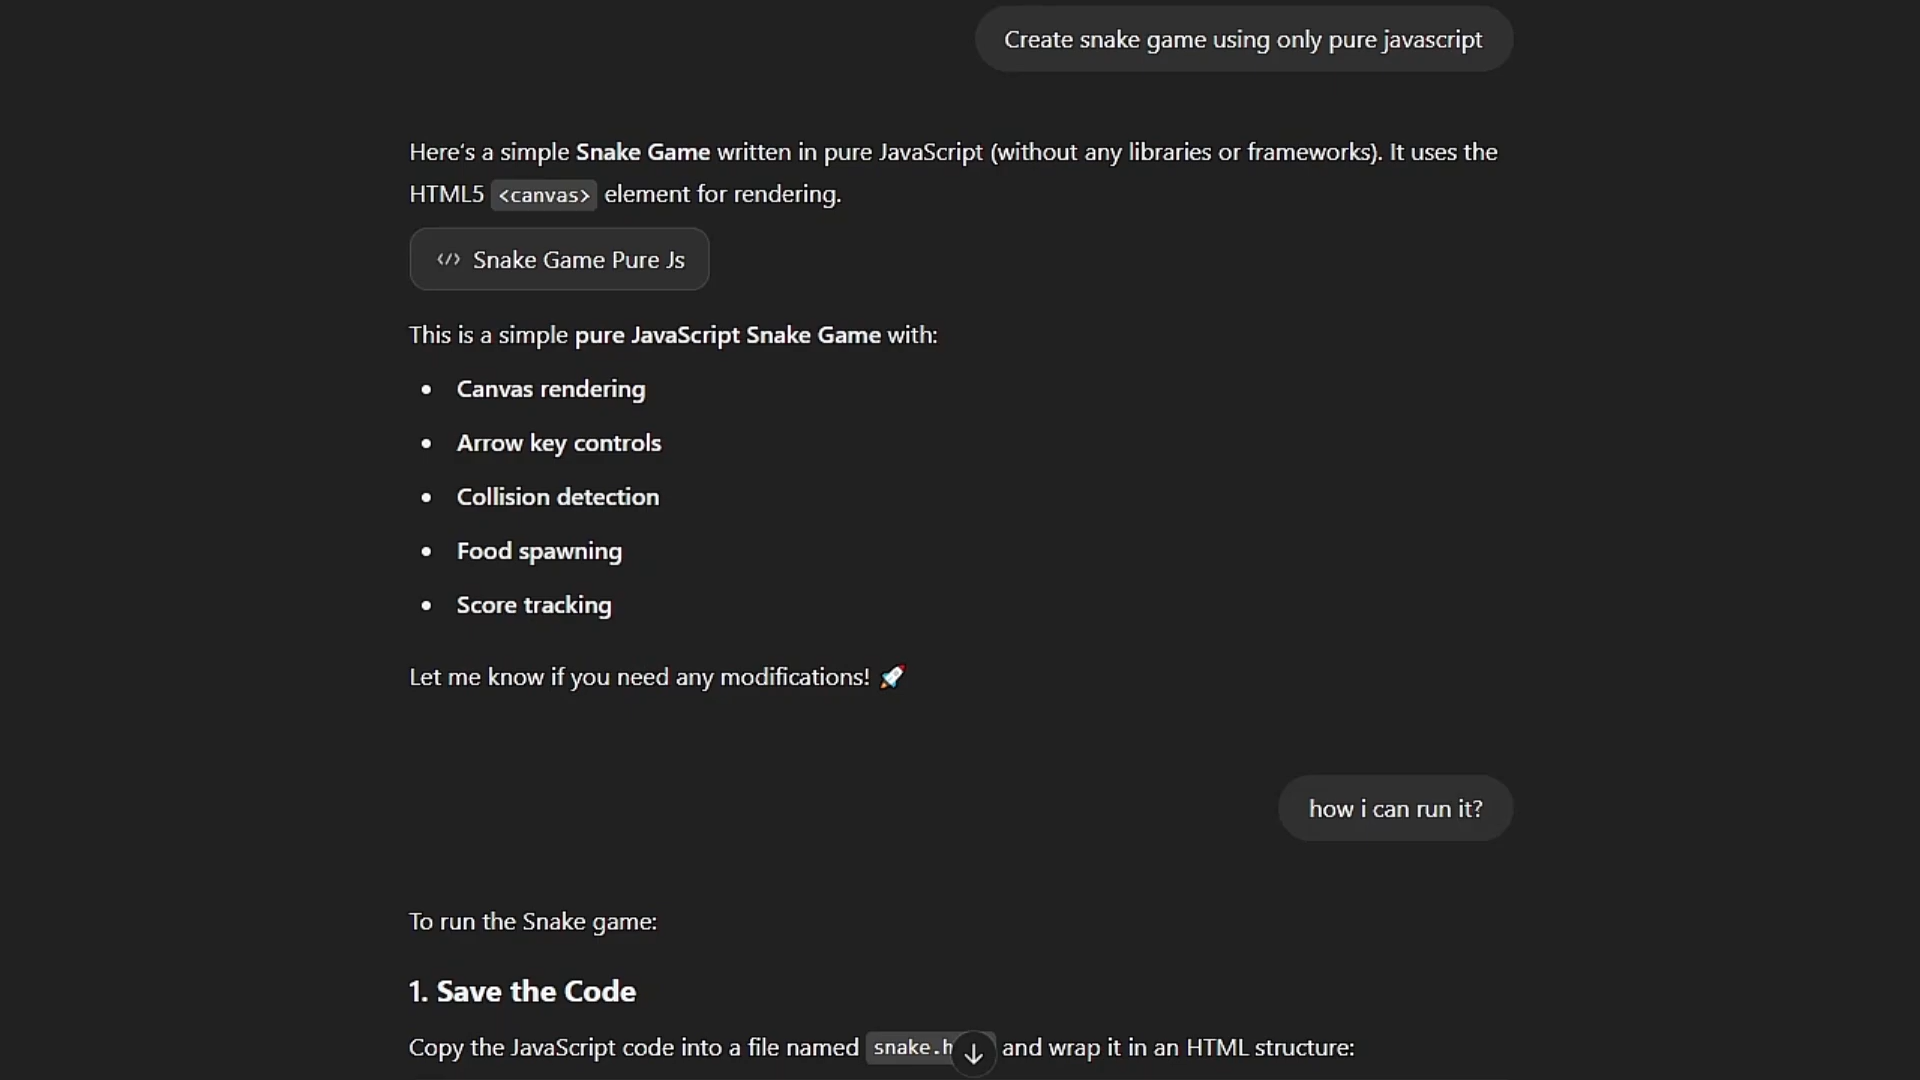 Create snake game using only pure javascript
Here's a simple Snake Game written in pure JavaScript (without any libraries or frameworks). It uses the
HTML5 <canvas> element for rendering.
</> Snake Game Pure Js
This is a simple pure JavaScript Snake Game with:
• Canvas rendering
• Arrow key controls
• Collision detection
• Food spawning
• Score tracking
Let me know if you need any modifications! 🚀
how i can run it?
To run the Snake game:
1. Save the Code
Copy the JavaScript code into a file named snake.h and wrap it in an HTML structure: